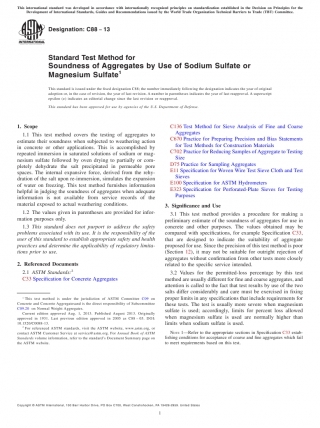 This international standard was developed in accordance with internationally recognized principles on standardization established in the Decision on Principles for the
Development of International Standards, Guides and Recommendations issued by the World Trade Organization Technical Barriers to Trade (TBT) Committee.
Designation: C88 − 13
INTERNATIONAL
Standard Test Method for
Soundness of Aggregates by Use of Sodium Sulfate or
Magnesium Sulfate1
This standard is issued under the fixed designation C88; the number immediately following the designation indicates the year of original
adoption or, in the case of revision, the year of last revision. A number in parentheses indicates the year of last reapproval. A superscript
epsilon (ε) indicates an editorial change since the last revision or reapproval.
This standard has been approved for use by agencies of the U.S. Department of Defense.
1. Scope
1.1 This test method covers the testing of aggregates to
estimate their soundness when subjected to weathering action
in concrete or other applications. This is accomplished by
repeated immersion in saturated solutions of sodium or mag-
nesium sulfate followed by oven drying to partially or com-
pletely dehydrate the salt precipitated in permeable pore
spaces. The internal expansive force, derived from the rehy-
dration of the salt upon re-immersion, simulates the expansion
of water on freezing. This test method furnishes information
helpful in judging the soundness of aggregates when adequate
information is not available from service records of the
material exposed to actual weathering conditions.
1.2 The values given in parentheses are provided for infor-
mation purposes only.
1.3 This standard does not purport to address the safety
problems associated with its use. It is the responsibility of the
user of this standard to establish appropriate safety and health
practices and determine the applicability of regulatory limita-
tions prior to use.
2. Referenced Documents
2.1 ASTM Standards:2
C33 Specification for Concrete Aggregates
1 This test method is under the jurisdiction of ASTM Committee C09 on
Concrete and Concrete Aggregates and is the direct responsibility of Subcommittee
C09.20 on Normal Weight Aggregates.
Current edition approved Aug. 1, 2013. Published August 2013. Originally
approved in 1931. Last previous edition approved in 2005 as C88 – 05. DOI:
10.1520/C0088-13.
2 For referenced ASTM standards, visit the ASTM website, www.astm.org, or
contact ASTM Customer Service at service@astm.org. For Annual Book of ASTM
Standards volume information, refer to the standard's Document Summary page on
the ASTM website.
C136 Test Method for Sieve Analysis of Fine and Coarse
Aggregates
C670 Practice for Preparing Precision and Bias Statements
for Test Methods for Construction Materials
C702 Practice for Reducing Samples of Aggregate to Testing
Size
D75 Practice for Sampling Aggregates
E11 Specification for Woven Wire Test Sieve Cloth and Test
Sieves
E100 Specification for ASTM Hydrometers
E323 Specification for Perforated-Plate Sieves for Testing
Purposes
3. Significance and Use
3.1 This test method provides a procedure for making a
preliminary estimate of the soundness of aggregates for use in
concrete and other purposes. The values obtained may be
compared with specifications, for example Specification C33,
that are designed to indicate the suitability of aggregate
proposed for use. Since the precision of this test method is poor
(Section 12), it may not be suitable for outright rejection of
aggregates without confirmation from other tests more closely
related to the specific service intended.
3.2 Values for the permitted-loss percentage by this test
method are usually different for fine and coarse aggregates, and
attention is called to the fact that test results by use of the two
salts differ considerably and care must be exercised in fixing
proper limits in any specifications that include requirements for
these tests. The test is usually more severe when magnesium
sulfate is used; accordingly, limits for percent loss allowed
when magnesium sulfate is used are normally higher than
limits when sodium sulfate is used.
NOTE 1—Refer to the appropriate sections in Specification C33 estab-
lishing conditions for acceptance of coarse and fine aggregates which fail
to meet requirements based on this test.
Copyright © ASTM International, 100 Barr Harbor Drive, PO Box C700, West Conshohocken, PA 19428-2959. United States
1